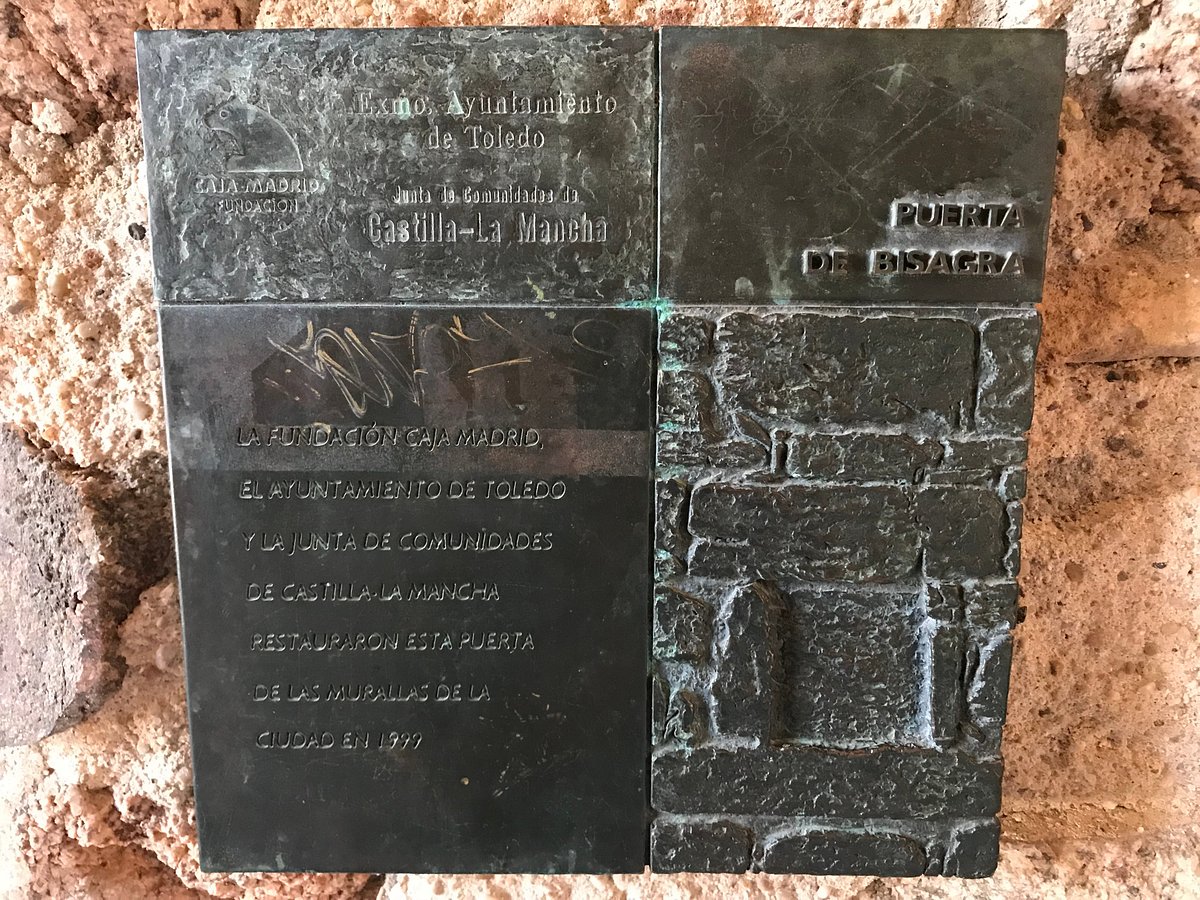 CAJA MADRID
FUNDACIÓN
Exmo. Ayuntamiento
de Toledo
Junta de Comunidades de
Castilla-La Mancha
PUERTA
DE BISAGRA
LA FUNDACIÓN CAJA MADRID,
EL AYUNTAMIENTO DE TOLEDO
Y LA JUNTA DE COMUNIDADES
DE CASTILLA-LA MANCHA
RESTAURARON ESTA PUERTA
DE LAS MURALLAS DE LA
CIUDAD EN 1999